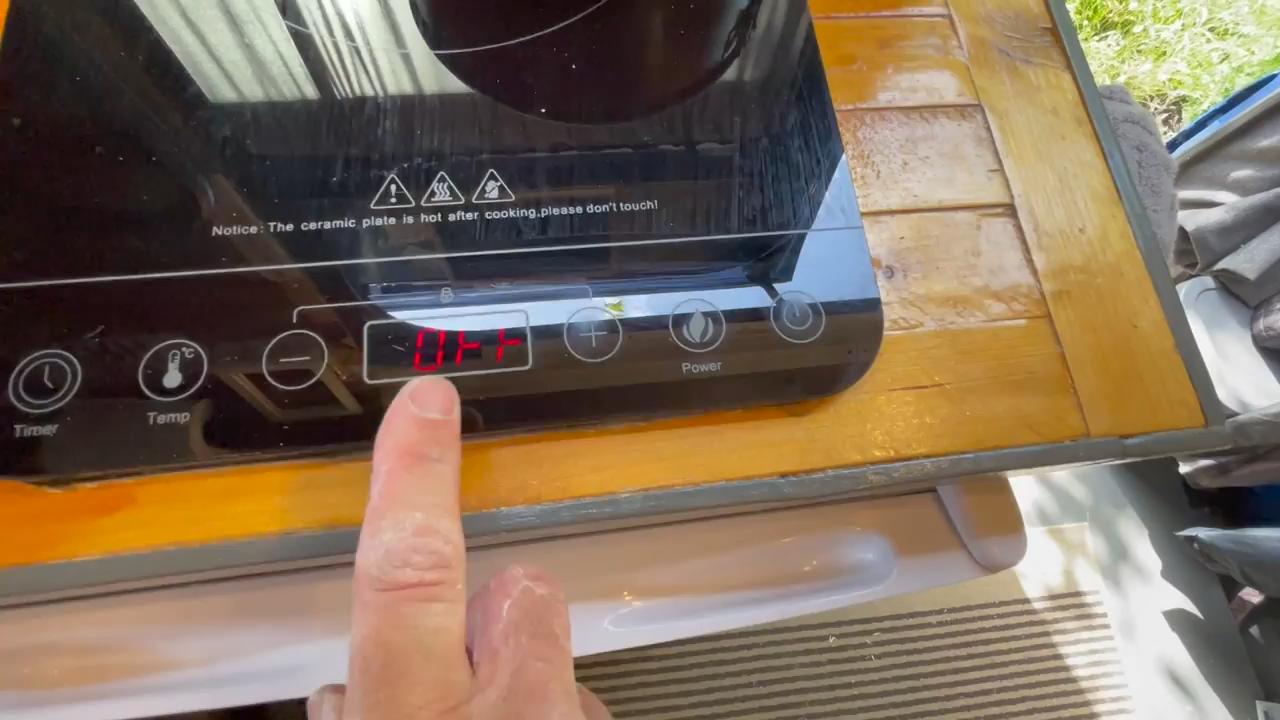 Notice: The ceramic plate is hot after cooking,please don't touch!
OFF
°C
Timer
Temp
Power